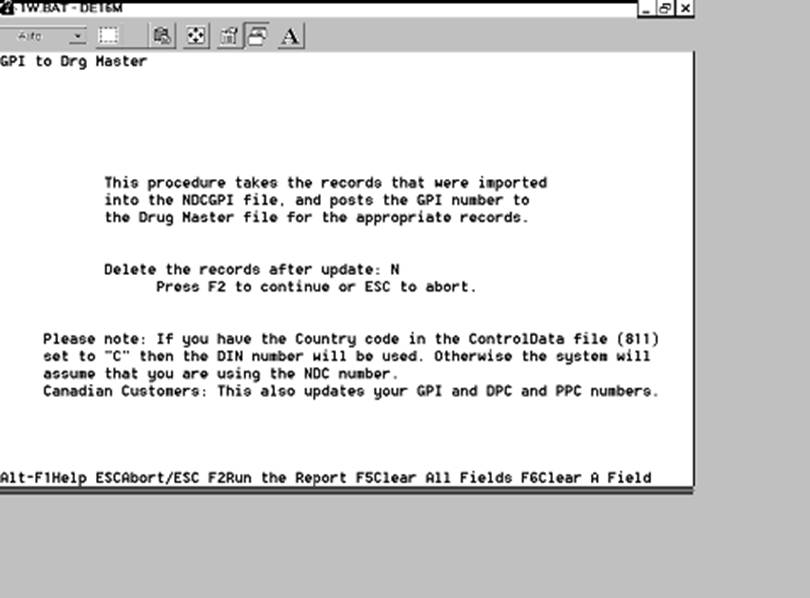 1W.BAT - DET6M
Auto
A
GPI to Drg Master
This procedure takes the records that were imported
into the NDCGPI file, and posts the GPI number to
the Drug Master file for the appropriate records.
Delete the records after update: N
Press F2 to continue or ESC to abort.
Please note: If you have the Country code in the ControlData file (811)
set to "C" then the DIN number will be used. Otherwise the system will
assume that you are using the NDC number.
Canadian Customers: This also updates your GPI and DPC and PPC numbers.
Alt-F1Help ESCAbort/ESC F2Run the Report F5Clear All Fields F6Clear A Field